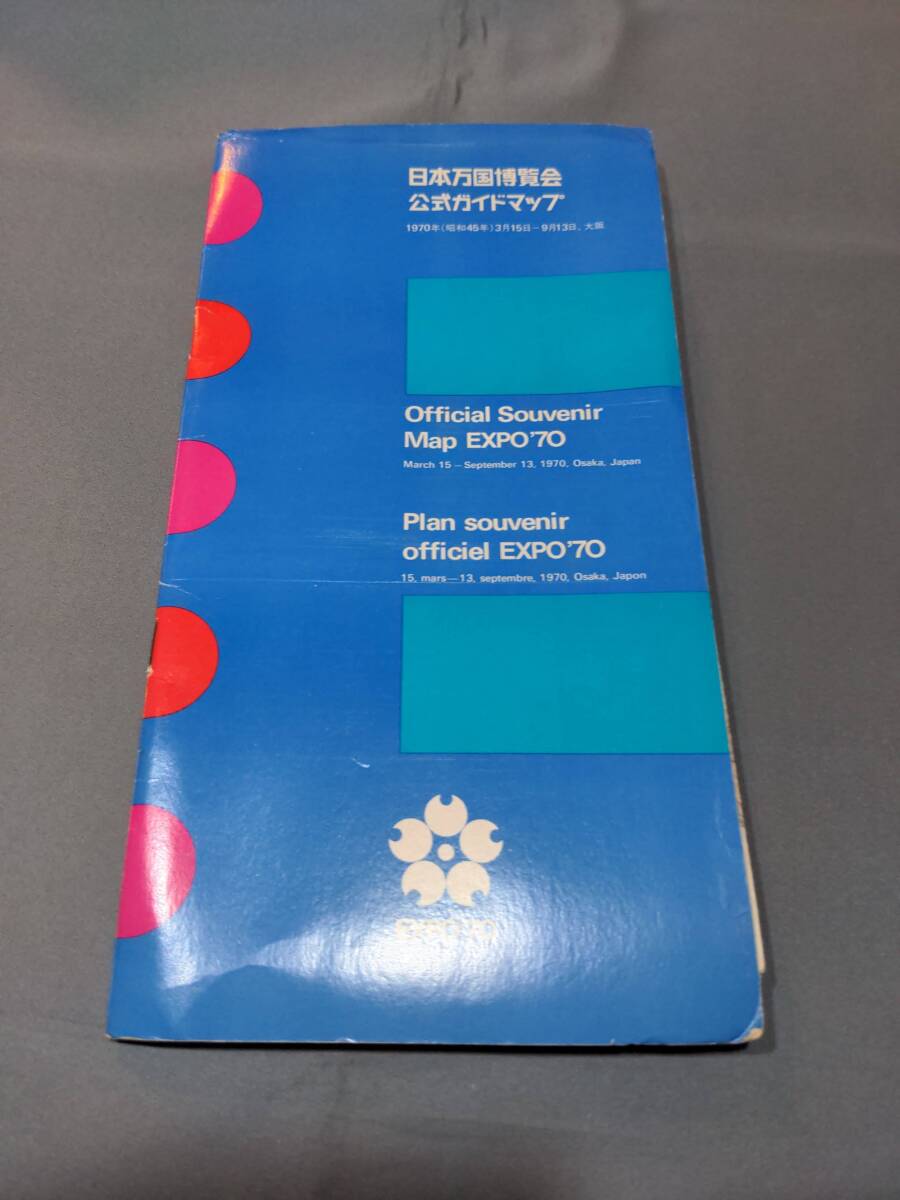 日本万国博覧会
公式ガイドマップ
1970年(昭和45年)3月15日−9月13日、大阪
Official Souvenir
Map EXPO'70
March 15 — September 13, 1970, Osaka, Japan
Plan souvenir
officiel EXPO'70
15, mars—13, septembre, 1970, Osaka, Japon
EXPO'70